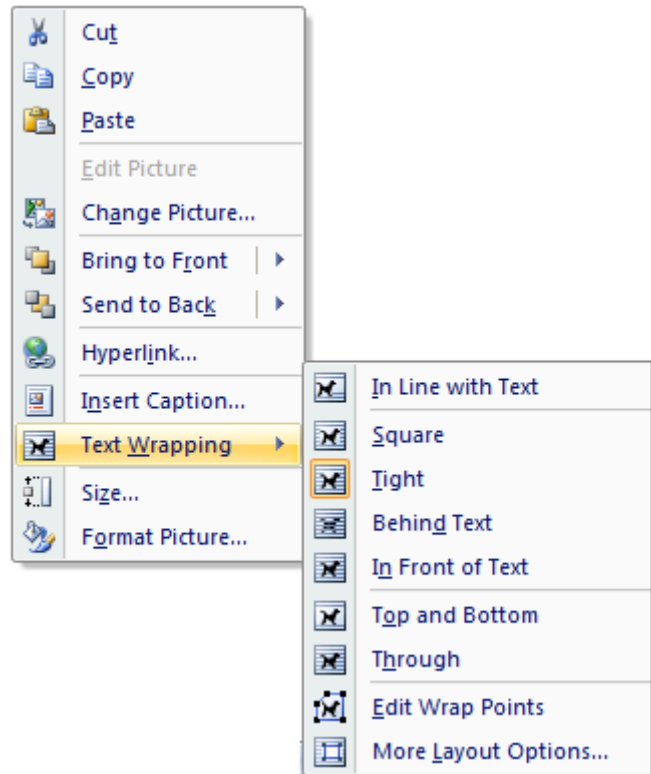 Cut
Copy
Paste
Edit Picture
Change Picture...
Bring to Front
Send to Back
Hyperlink...
Insert Caption...
Text Wrapping
Size...
Format Picture...
In Line with Text
Square
Tight
Behind Text
In Front of Text
Top and Bottom
Through
Edit Wrap Points
More Layout Options...